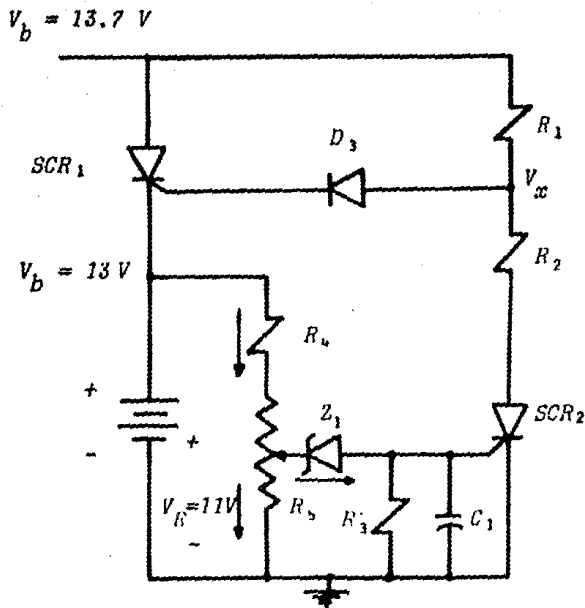 V_b = 13.7 V
R_1
D_3
SCR_1
V_x
R_2
V_b = 13 V
R_4
+
SCR_2
Z_1
-
+
V_R = 11V
R_5
R_3
C_1
-